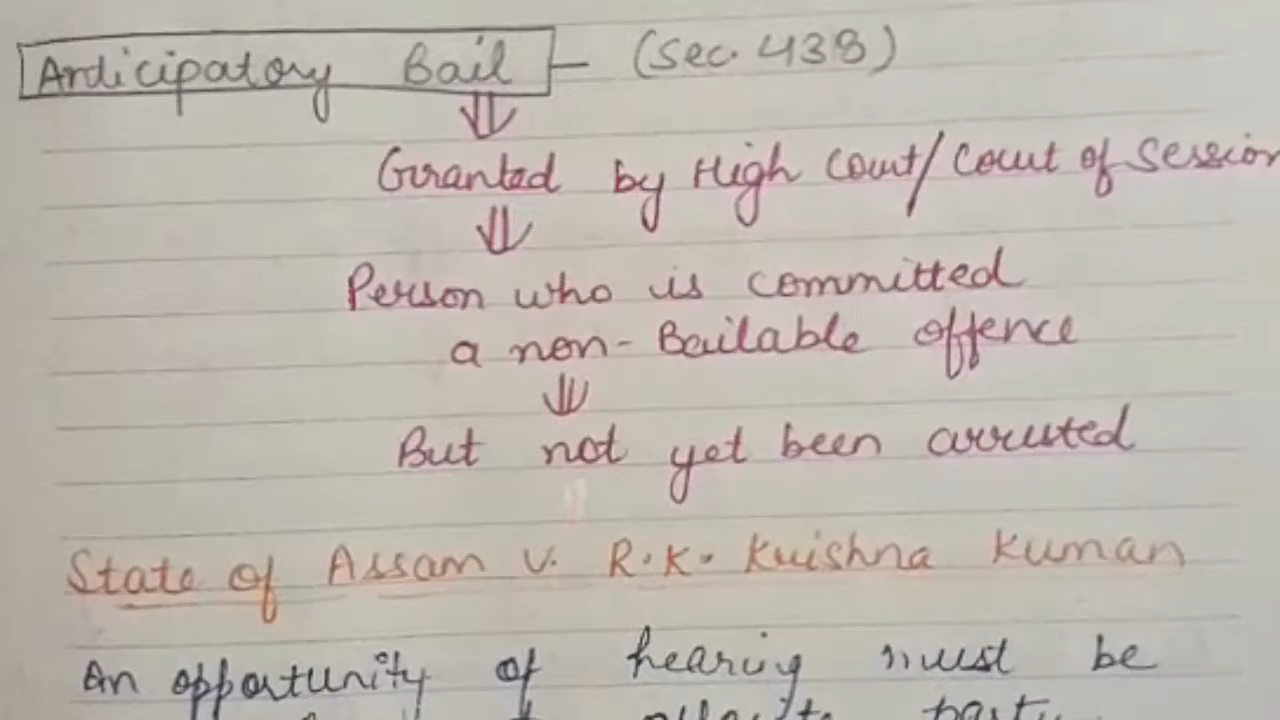 Anticipatory Bail - (Sec. 438)
Granted by High Court/Court of Session
Person who is committed
a non-Bailable offence
But not yet been arrested
State of Assam v. R.K. Krishna Kumar
An opportunity of hearing must be
party